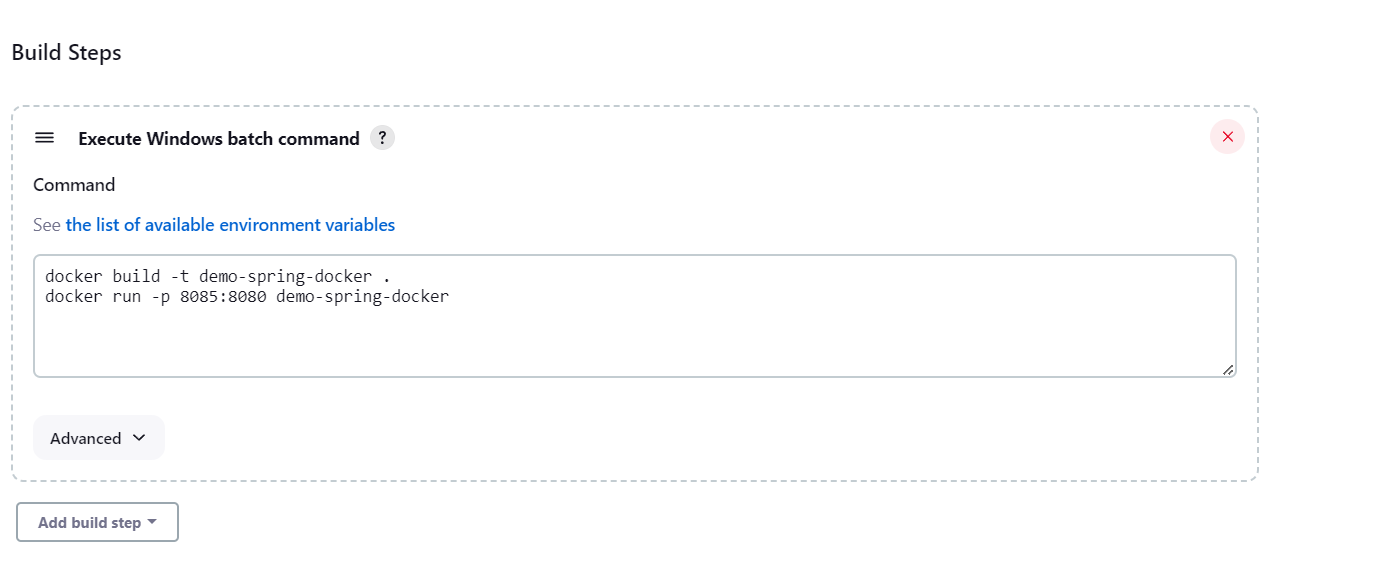 Build Steps
Execute Windows batch command ?
Command
See the list of available environment variables
docker build -t demo-spring-docker .
docker run -p 8085:8080 demo-spring-docker
Advanced
Add build step